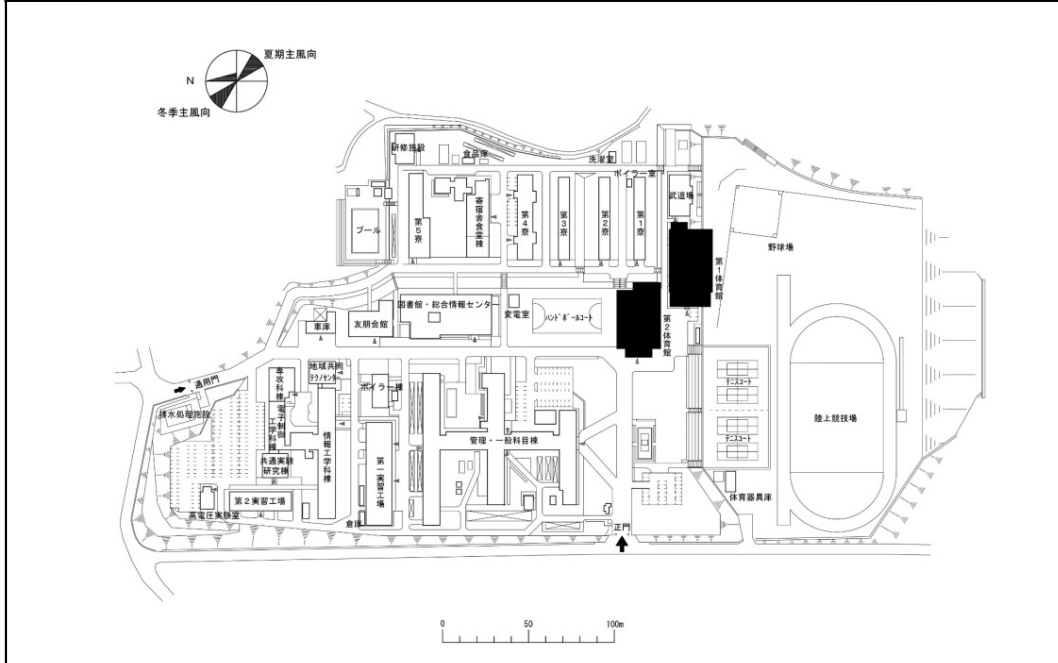 夏期主風向
N
冬季主風向
研修施設
食品庫
洗濯室
ボイラー室
武道場
プール
第5寮
寄宿舎食堂棟
第4寮
第3寮
第2寮
第1寮
第1体育館
野球場
車庫
友朋会館
図書館・総合情報センター
変電室
ハンドボールコート
第2体育館
通用門
排水処理施設
専攻科棟
地域共同
テクノセンター
ボイラー棟
電子制御
工学科棟
情報工学科棟
共通実験
研究棟
第一実習工場
管理・一般科目棟
テニスコート
テニスコート
陸上競技場
第2実習工場
高電圧実験室
倉庫
体育器具庫
正門
0 50 100m